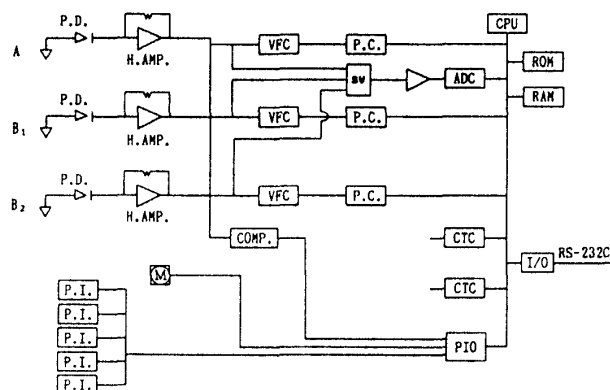 CPU
A P.D. H.AMP. VFC P.C. ROM
SW ADC
RAM
B₁ P.D. H.AMP. VFC P.C.
B₂ P.D. H.AMP. VFC P.C.
COMP. CTC
I/O RS-232C
M CTC
P.I.
P.I.
P.I.
P.I.
P.I.
PIO